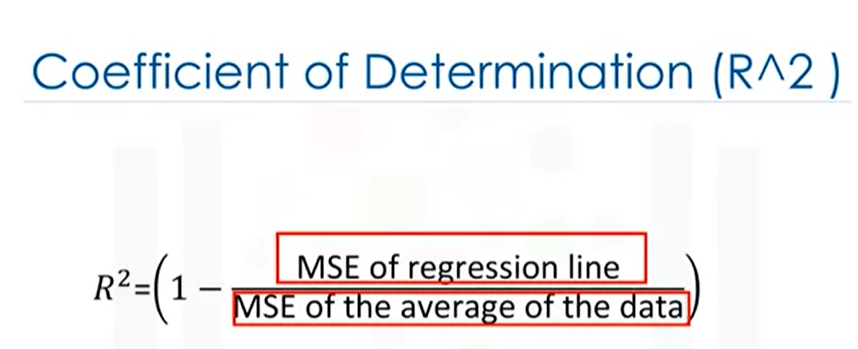 Coefficient of Determination (R^2 )
R²=(1 − MSE of regression line
MSE of the average of the data)